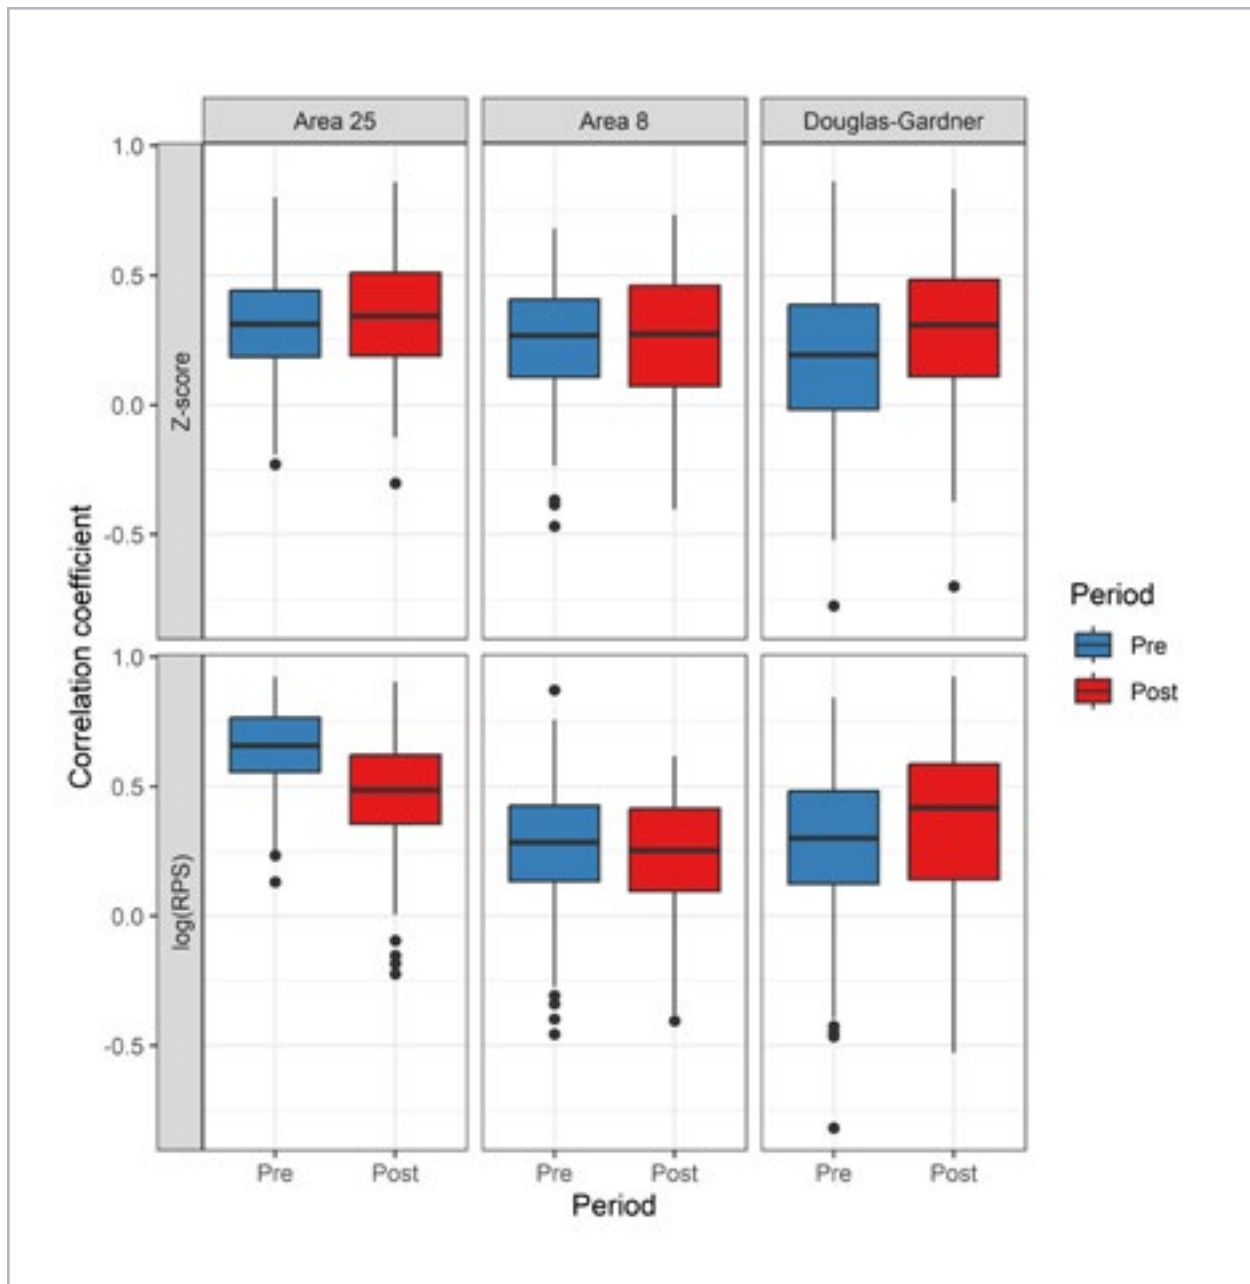 Area 25
Area 8
Douglas-Gardner
Correlation coefficient
Z-score
1.0
0.5
0.0
-0.5
log(RPS)
1.0
0.5
0.0
-0.5
Pre
Post
Pre
Post
Pre
Post
Period
Period
Pre
Post